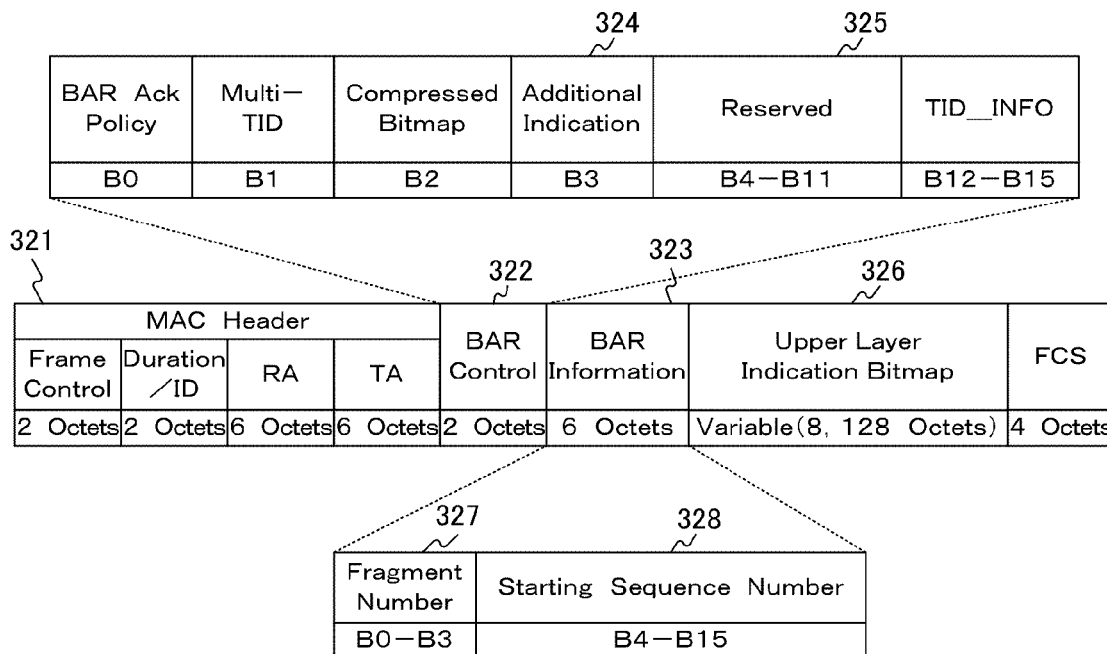 324
325
BAR Ack Policy
Multi-TID
Compressed Bitmap
Additional Indication
Reserved
TID__INFO
B0
B1
B2
B3
B4-B11
B12-B15
321
322
323
326
MAC Header
Frame Control
Duration/ID
RA
TA
BAR Control
BAR Information
Upper Layer Indication Bitmap
FCS
2 Octets
2 Octets
6 Octets
6 Octets
2 Octets
6 Octets
Variable(8, 128 Octets)
4 Octets
327
328
Fragment Number
Starting Sequence Number
B0-B3
B4-B15